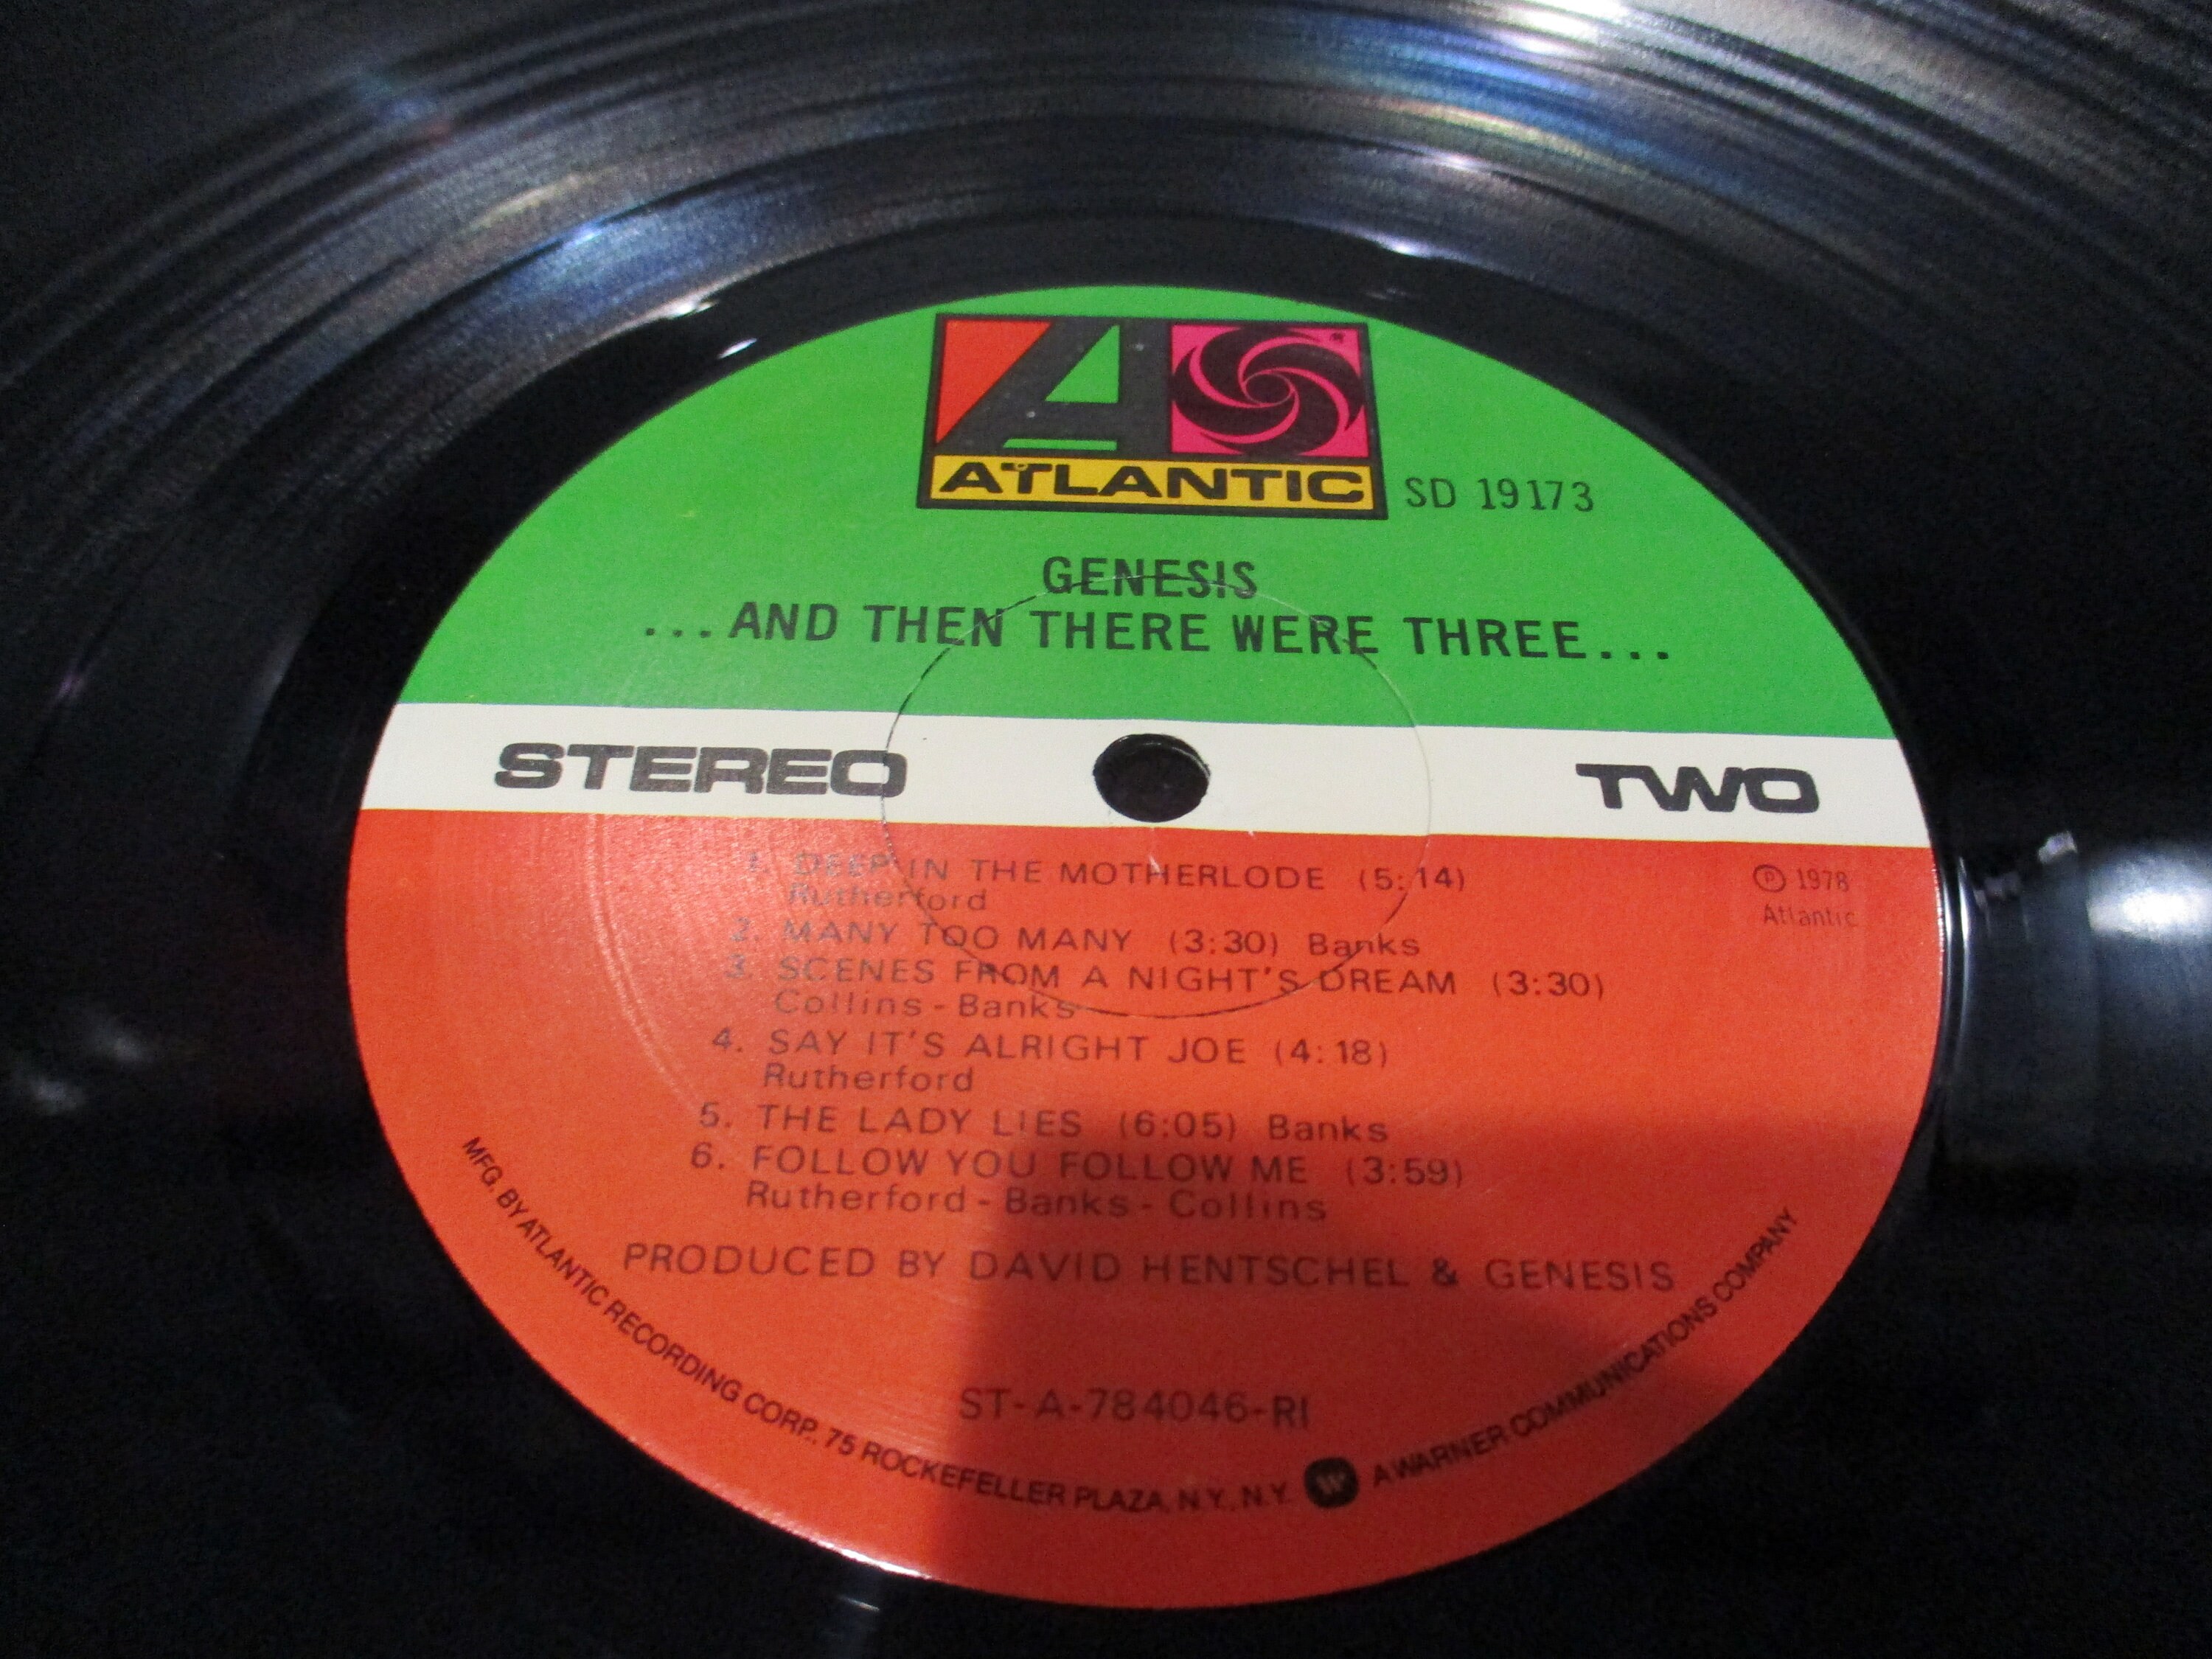 ATLANTIC
SD 19173
GENESIS
...AND THEN THERE WERE THREE...
STEREO
TWO
1. DEEP IN THE MOTHERLODE (5:14)
Rutherford
2. MANY TOO MANY (3:30) Banks
3. SCENES FROM A NIGHT'S DREAM (3:30)
Collins - Banks
4. SAY IT'S ALRIGHT JOE (4:18)
Rutherford
5. THE LADY LIES (6:05) Banks
6. FOLLOW YOU FOLLOW ME (3:59)
Rutherford - Banks - Collins
℗ 1978
Atlantic
PRODUCED BY DAVID HENTSCHEL & GENESIS
ST-A-784046-RI
MFG. BY ATLANTIC RECORDING CORP., 75 ROCKEFELLER PLAZA, N.Y., N.Y. W A WARNER COMMUNICATIONS COMPANY